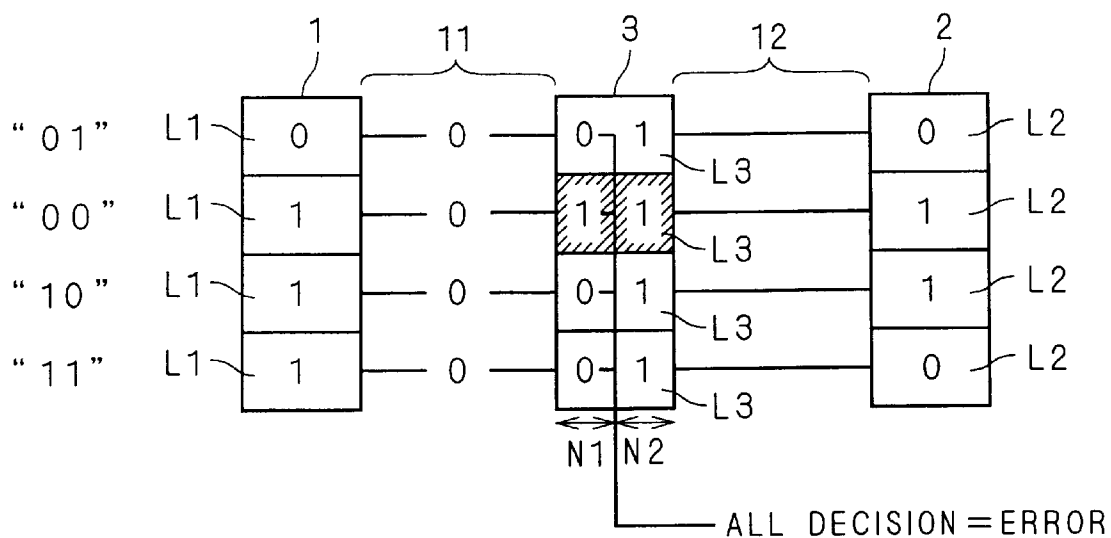 1 11 3 12 2
“01” L1 0 0 0 1 0 L2
L3
“00” L1 1 0 1 1 1 L2
L3
“10” L1 1 0 0 1 1 L2
L3
“11” L1 1 0 0 1 0 L2
L3
N1 N2
ALL DECISION=ERROR